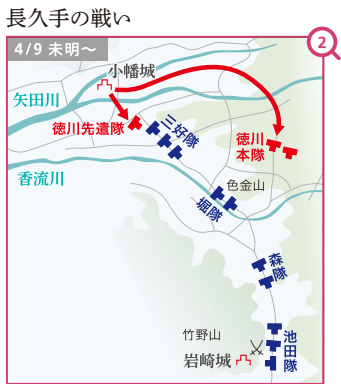 長久手の戦い
4/9 未明〜
2
小幡城
矢田川
徳川先遣隊
三好隊
徳川
本隊
香流川
色金山
堀隊
森隊
竹野山
岩崎城
池田隊